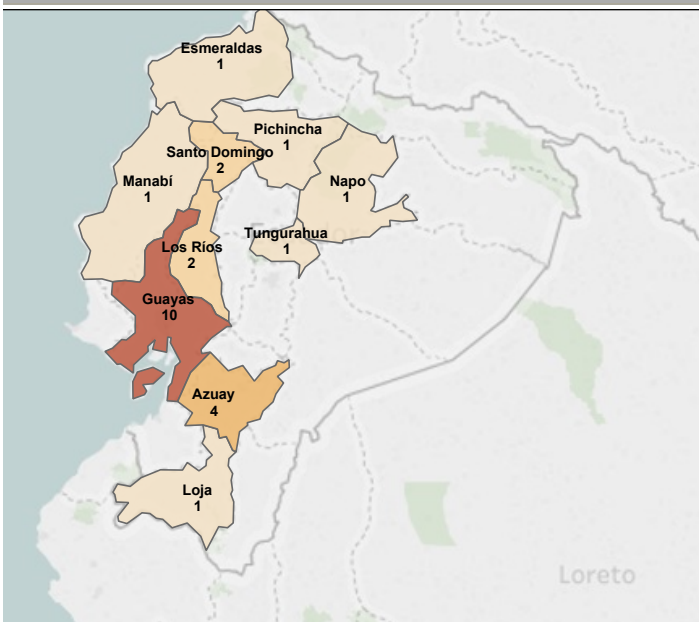 Esmeraldas
1
Pichincha
1
Santo Domingo
2
Manabí
1
Napo
1
Tungurahua
1
Los Ríos
2
Guayas
10
Azuay
4
Loja
1
Loreto